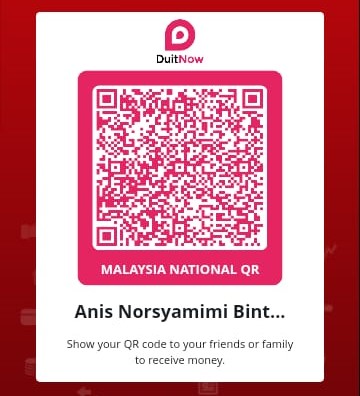 DuitNow
MALAYSIA NATIONAL QR
Anis Norsyamimi Bint...
Show your QR code to your friends or family
to receive money.